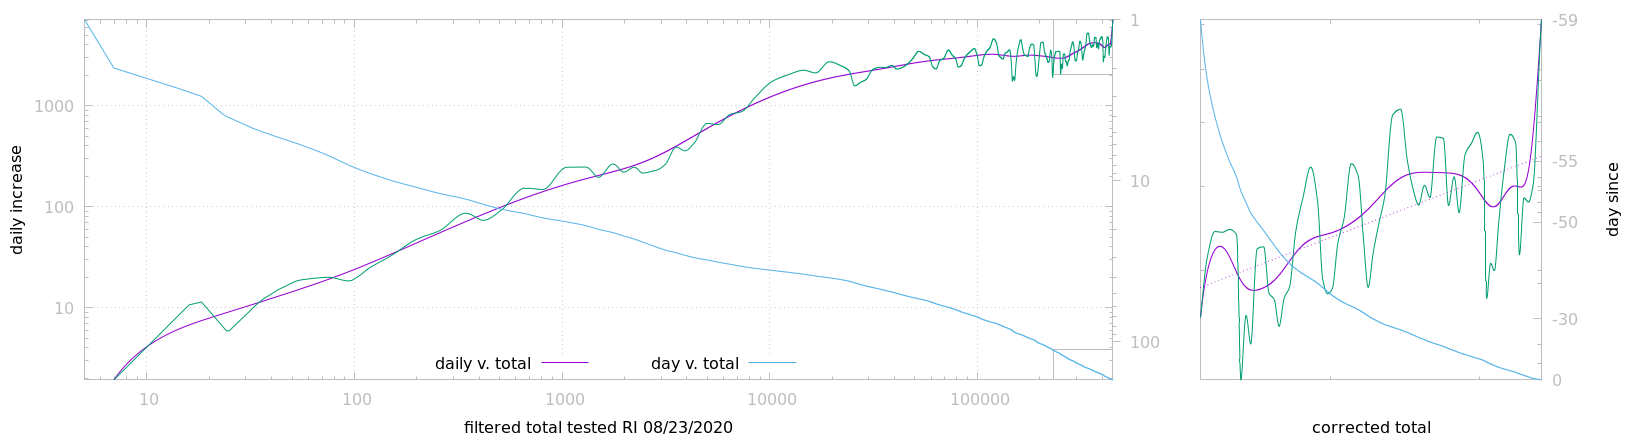 1
-59
1000
daily increase
-55
10
100
-50
day since
10
-30
100
daily v. total
day v. total
0
10
100
1000
10000
100000
filtered total tested RI 08/23/2020
corrected total